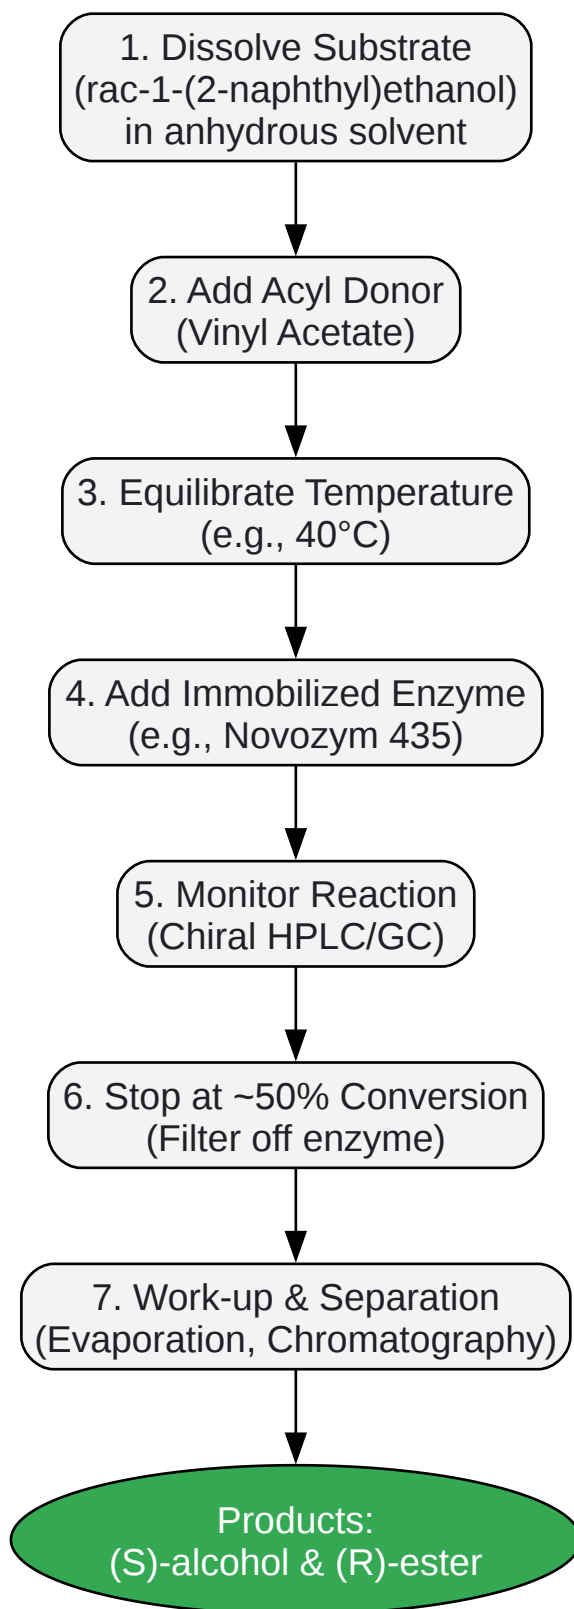 1. Dissolve Substrate
(rac-1-(2-naphthyl)ethanol)
in anhydrous solvent
2. Add Acyl Donor
(Vinyl Acetate)
3. Equilibrate Temperature
(e.g., 40°C)
4. Add Immobilized Enzyme
(e.g., Novozym 435)
5. Monitor Reaction
(Chiral HPLC/GC)
6. Stop at ~50% Conversion
(Filter off enzyme)
7. Work-up & Separation
(Evaporation, Chromatography)
Products:
(S)-alcohol & (R)-ester